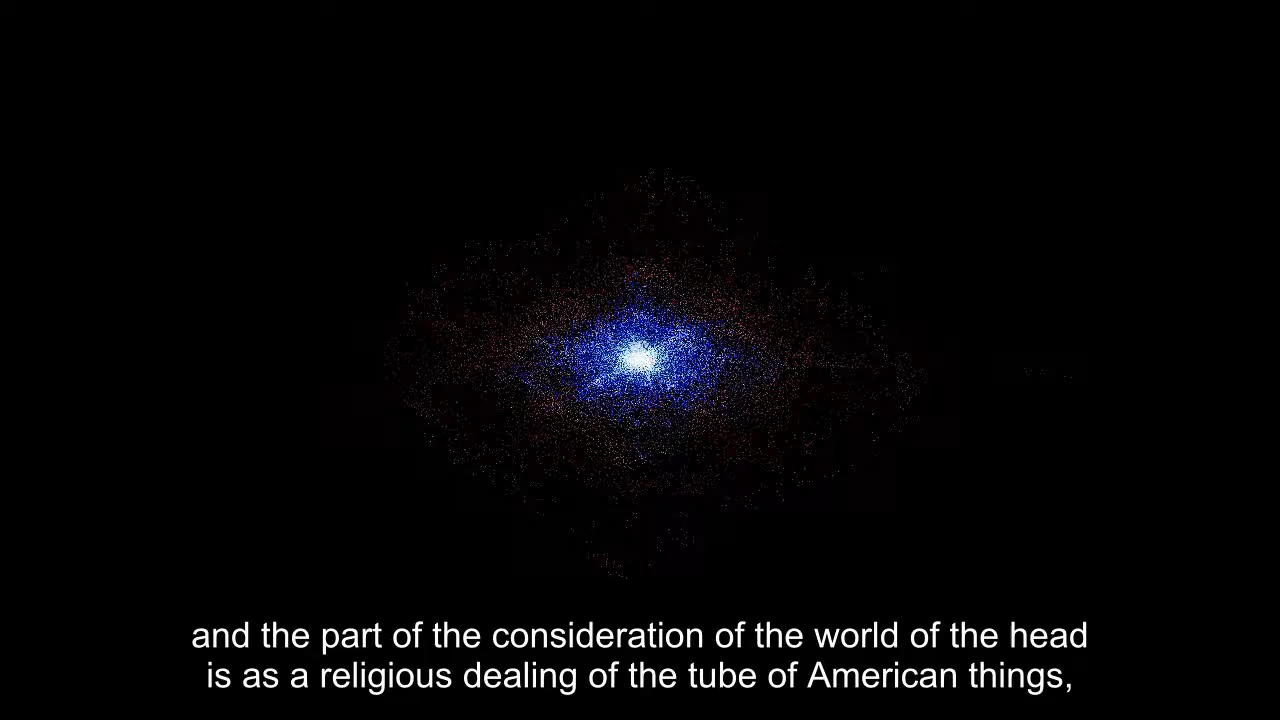 and the part of the consideration of the world of the head
is as a religious dealing of the tube of American things,